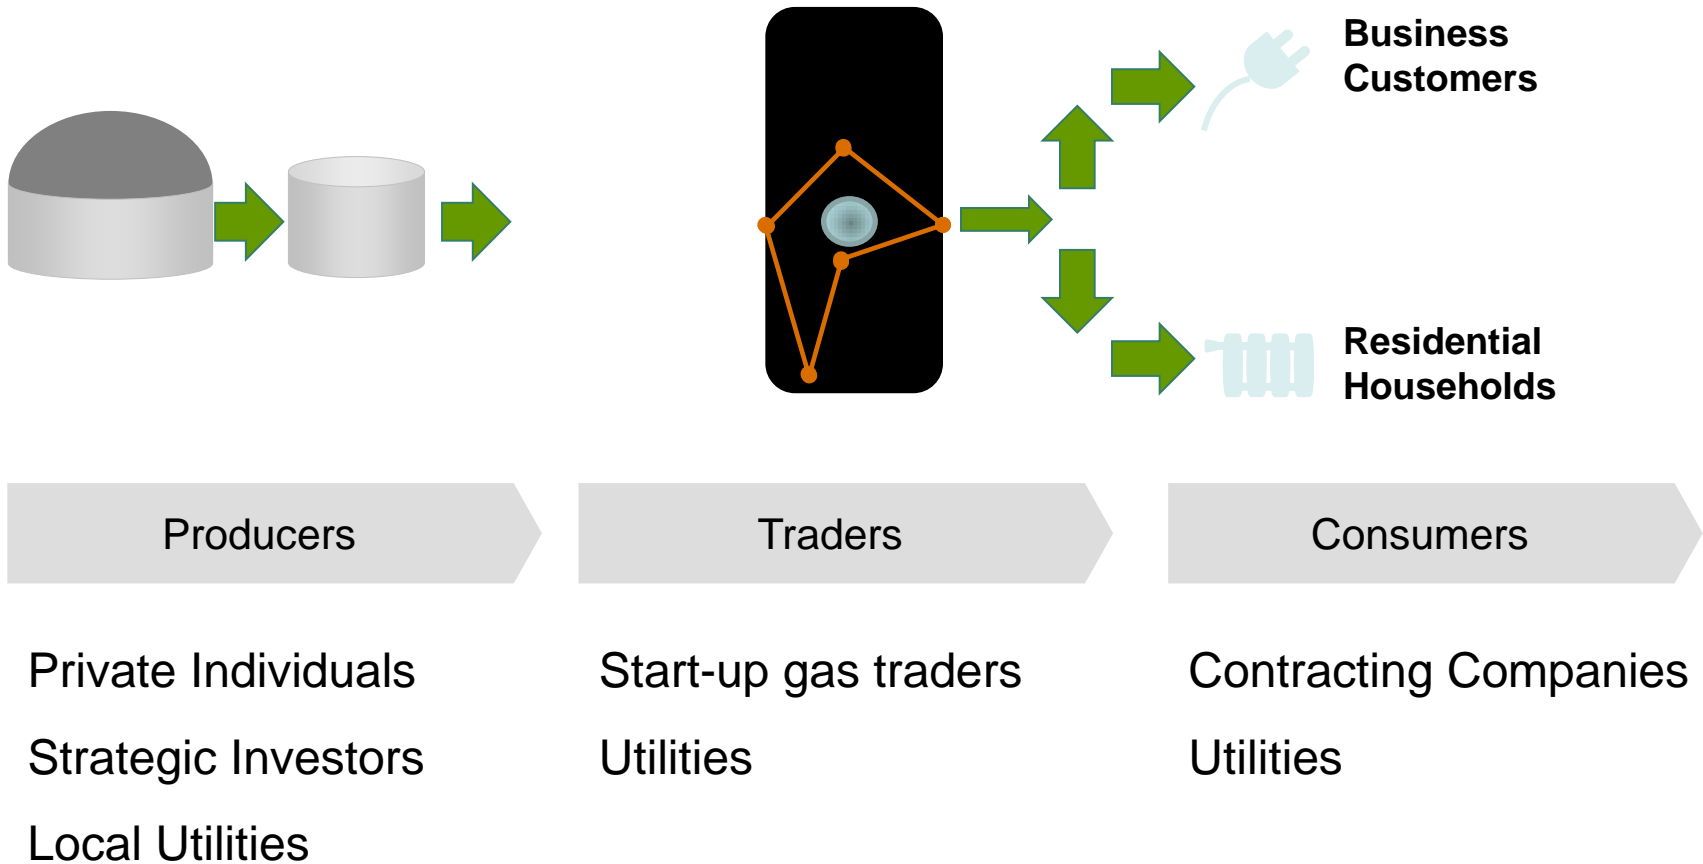 Business
Customers
Residential
Households
Producers
Traders
Consumers
Private Individuals
Strategic Investors
Local Utilities
Start-up gas traders
Utilities
Contracting Companies
Utilities